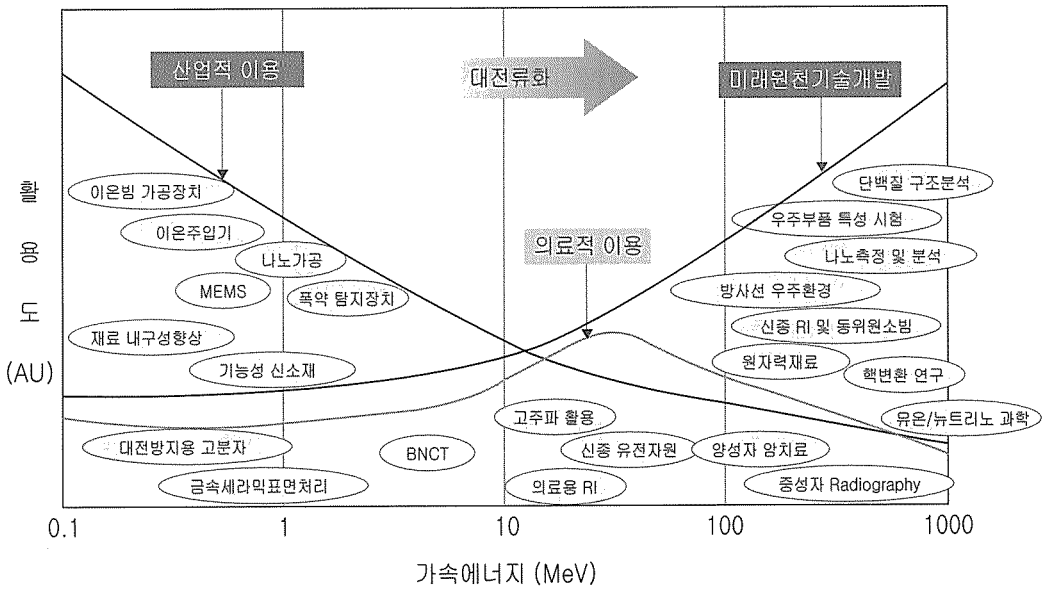 산업적 이용
대전류화
미래원천기술개발
활
용
도
(AU)
이온빔 가공장치
단백질 구조분석
이온주입기
우주부품 특성 시험
의료적 이용
나노가공
나노측정 및 분석
MEMS
폭약 탐지장치
방사선 우주환경
재료 내구성향상
신종 RI 및 동위원소빔
기능성 신소재
원자력재료
핵변환 연구
고주파 활용
뮤온/뉴트리노 과학
대전방지용 고분자
BNCT
신종 유전자원
양성자 암치료
금속세라믹표면처리
의료용 RI
중성자 Radiography
0.1
1
10
100
1000
가속에너지 (MeV)